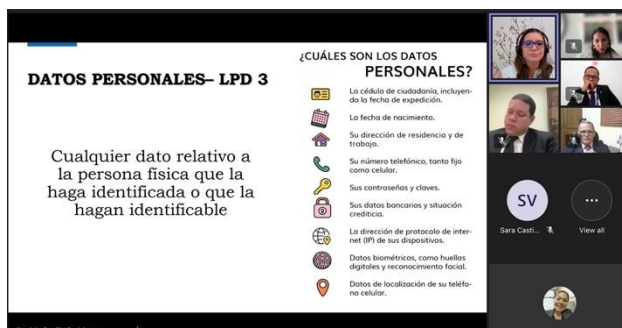 DATOS PERSONALES– LPD 3
Cualquier dato relativo a
la persona física que la
haga identificada o que la
hagan identificable
¿CUÁLES SON LOS DATOS
PERSONALES?
La cédula de ciudadanía, incluyen-
do la fecha de expedición.
La fecha de nacimiento.
Su dirección de residencia y de
trabajo.
Su número telefónico, tanto fijo
como celular.
Sus contraseñas y claves.
Sus datos bancarios y situación
crediticia.
La dirección de protocolo de inter-
net (IP) de sus dispositivos.
Datos biométricos, como huellas
digitales y reconocimiento facial.
Datos de localización de su teléfo-
no celular.
SV
Sara Casti...
...
View all